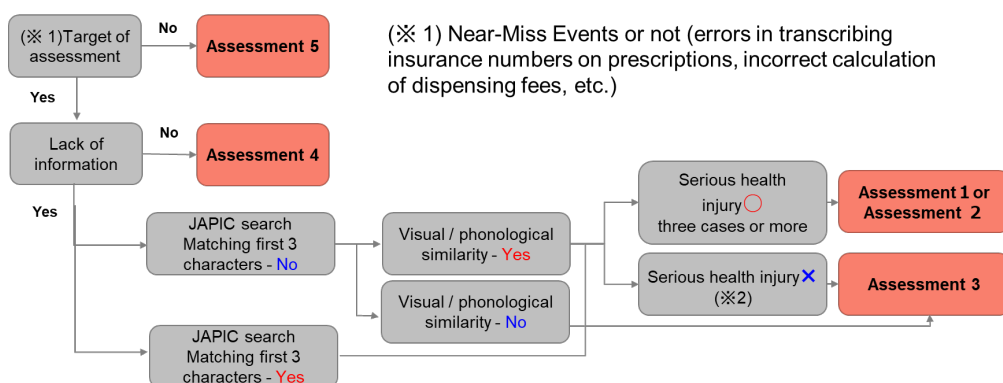 (※ 1)Target of
assessment
No
Assessment 5
(※ 1) Near-Miss Events or not (errors in transcribing
insurance numbers on prescriptions, incorrect calculation
of dispensing fees, etc.)
Yes
Lack of
information
No
Assessment 4
Yes
JAPIC search
Matching first 3
characters - No
Visual / phonological
similarity - Yes
Serious health
injury○
three cases or more
Assessment 1 or
Assessment 2
Visual / phonological
similarity - No
Serious health injury×
(※2)
Assessment 3
JAPIC search
Matching first 3
characters - Yes